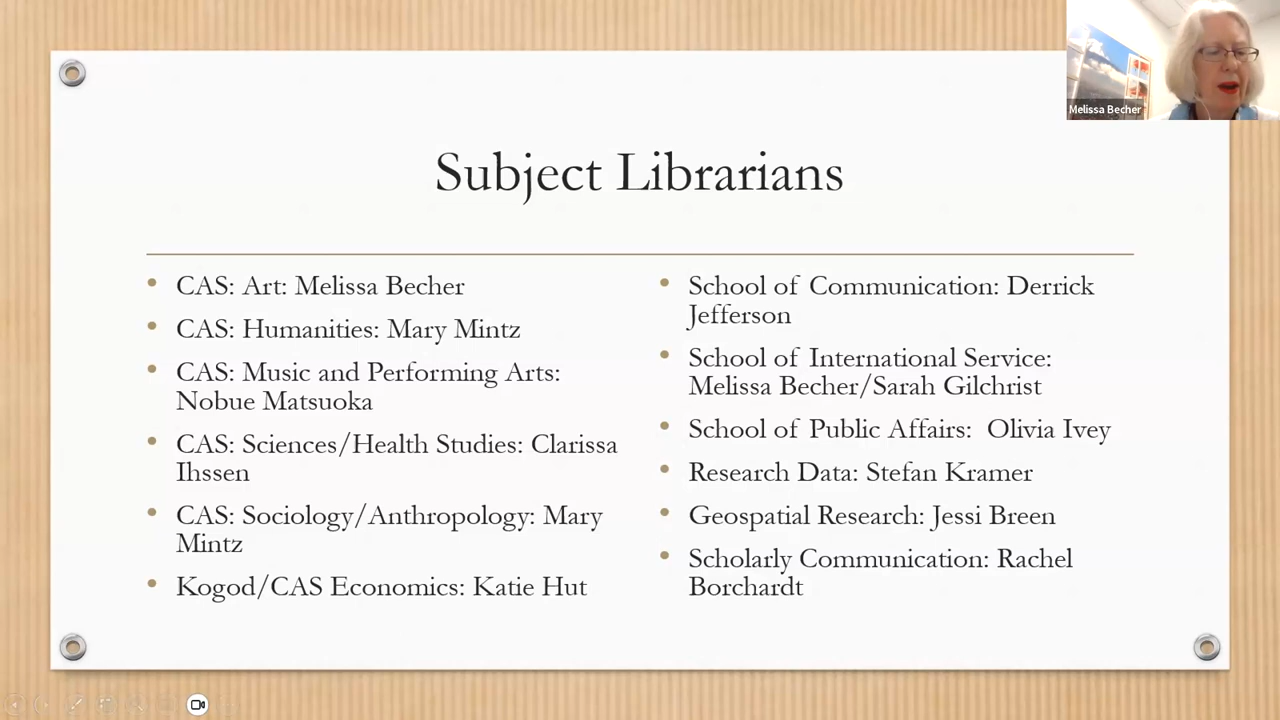 Melissa Becher
Subject Librarians
CAS: Art: Melissa Becher
CAS: Humanities: Mary Mintz
CAS: Music and Performing Arts:
Nobue Matsuoka
CAS: Sciences/Health Studies: Clarissa
Ihssen
CAS: Sociology/Anthropology: Mary
Mintz
Kogod/CAS Economics: Katie Hut
School of Communication: Derrick
Jefferson
School of International Service:
Melissa Becher/Sarah Gilchrist
School of Public Affairs: Olivia Ivey
Research Data: Stefan Kramer
Geospatial Research: Jessi Breen
Scholarly Communication: Rachel
Borchardt